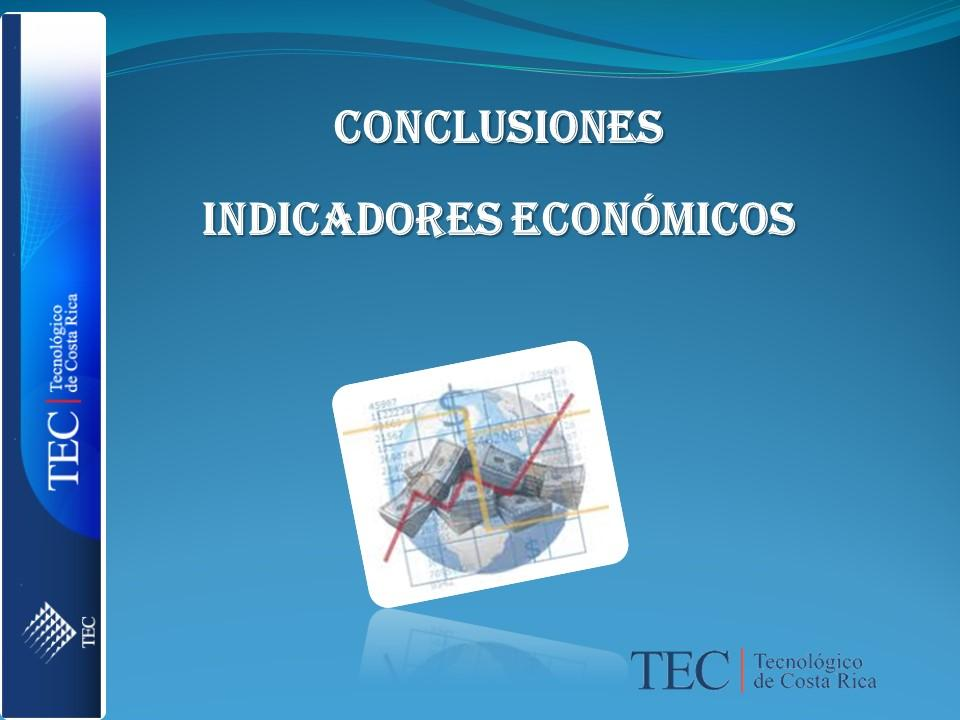 CONCLUSIONES
INDICADORES ECONÓMICOS
TEC
Tecnológico
de Costa Rica
TEC
$
$
TEC
Tecnológico
de Costa Rica